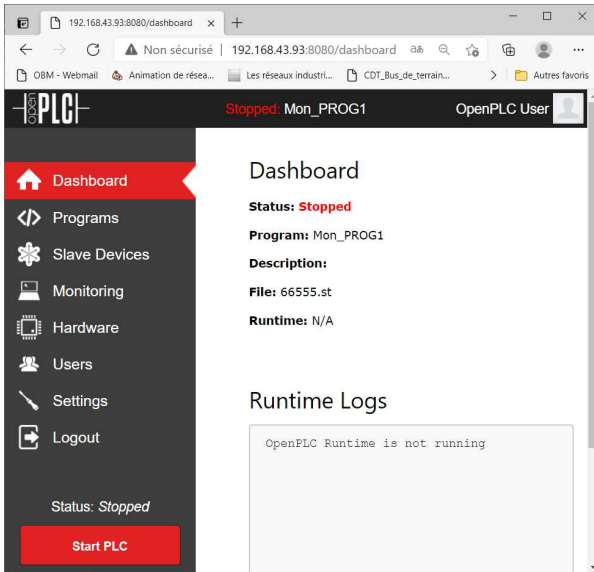 192.168.43.93:8080/dashboard
Non sécurisé | 192.168.43.93:8080/dashboard
OBM - Webmail Animation de résea... Les réseaux industri... CDT_Bus_de_terrain... Autres favoris
open PLC Stopped: Mon_PROG1 OpenPLC User
Dashboard
Programs
Slave Devices
Monitoring
Hardware
Users
Settings
Logout
Status: Stopped
Start PLC
Dashboard
Status: Stopped
Program: Mon_PROG1
Description:
File: 66555.st
Runtime: N/A
Runtime Logs
OpenPLC Runtime is not running